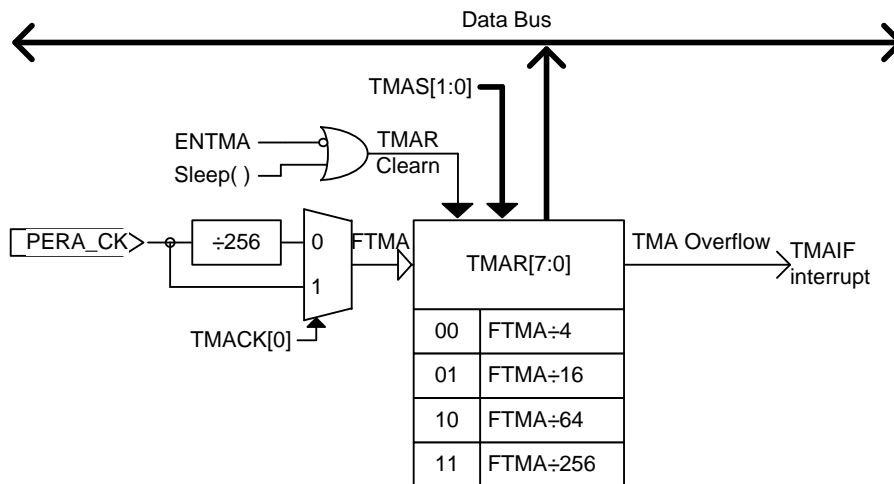 Data Bus
TMAS[1:0]
ENTMA
TMAR
Clearn
Sleep( )
PERA_CK
÷256
0
1
FTMA
TMACK[0]
TMAR[7:0]
TMA Overflow
TMAIF
interrupt
00 FTMA÷4
01 FTMA÷16
10 FTMA÷64
11 FTMA÷256